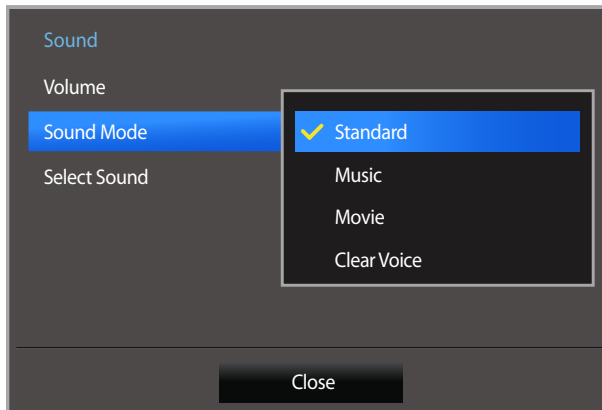 Sound
Volume
Sound Mode
Select Sound
Standard
Music
Movie
Clear Voice
Close